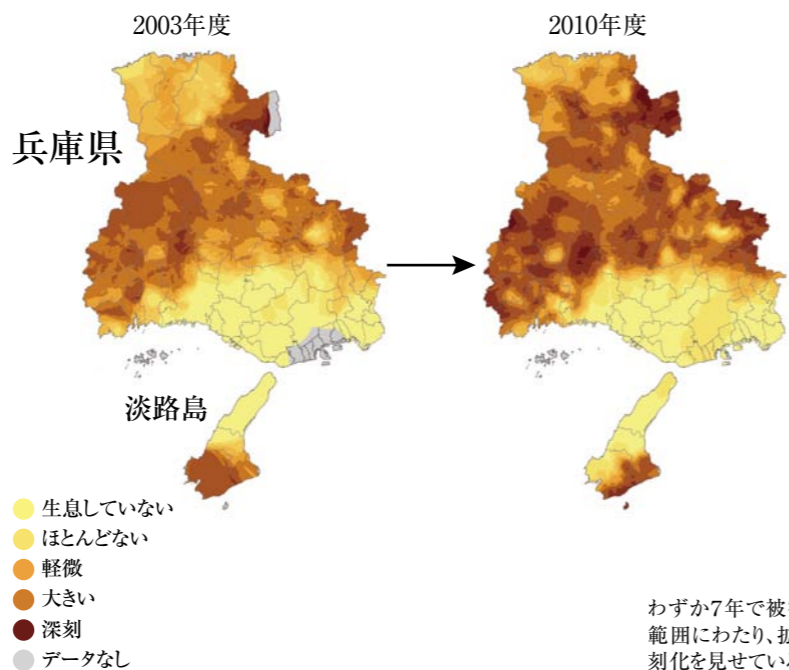 2003年度
2010年度
兵庫県
淡路島
生息していない
ほとんどない
軽微
大きい
深刻
データなし
わずか7年で被
範囲にわたり、拡
刻化を見せてい